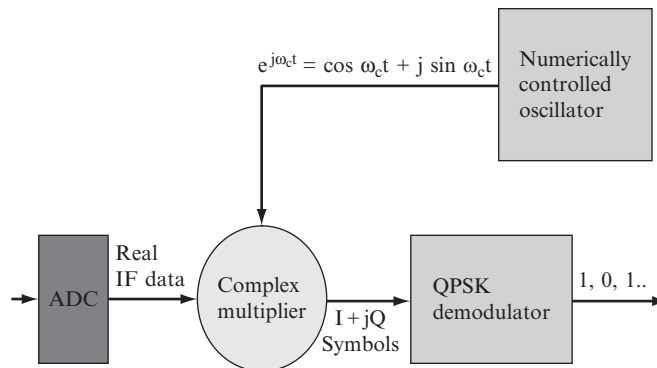 e^jω_ct = cos ω_ct + j sin ω_ct
Numerically
controlled
oscillator
ADC
Real
IF data
Complex
multiplier
I + jQ
Symbols
QPSK
demodulator
1, 0, 1..